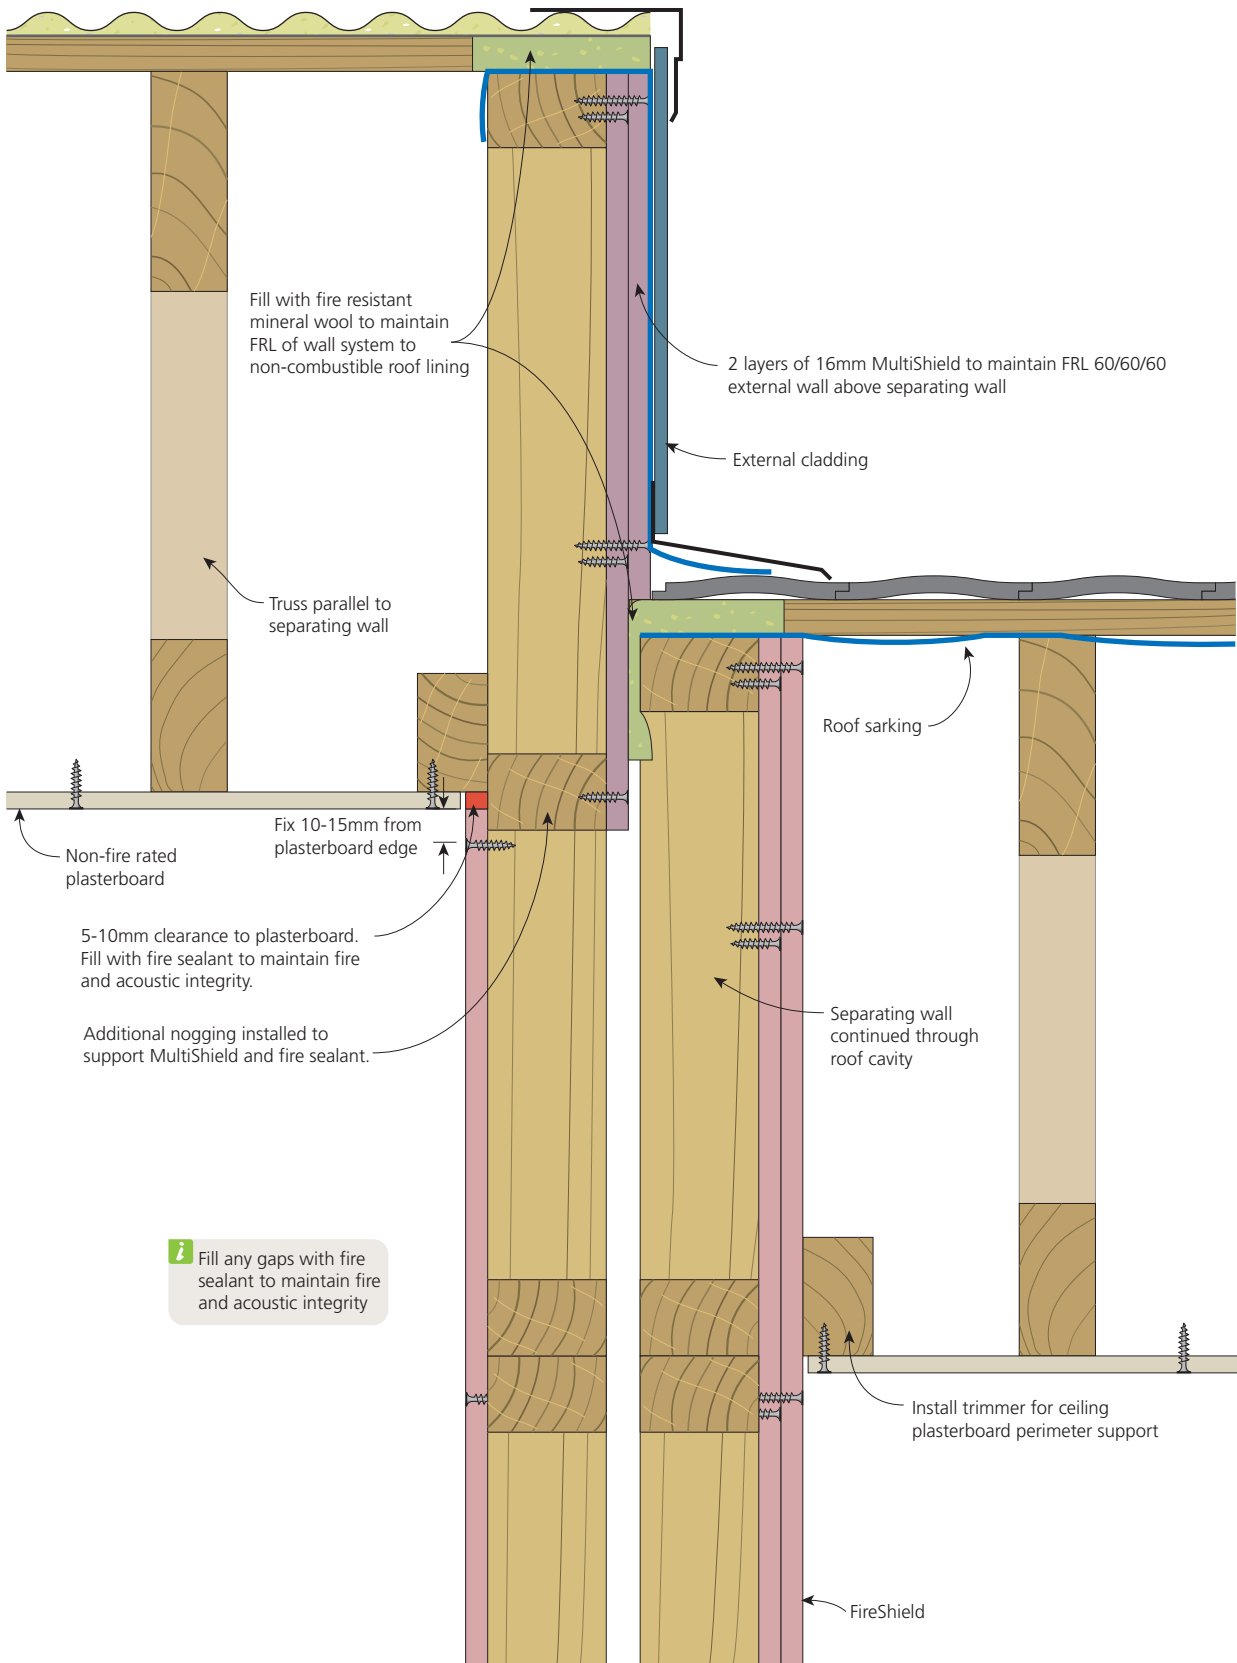 Fill with fire resistant
mineral wool to maintain
FRL of wall system to
non-combustible roof lining
2 layers of 16mm MultiShield to maintain FRL 60/60/60
external wall above separating wall
External cladding
Truss parallel to
separating wall
Roof sarking
Fix 10-15mm from
plasterboard edge
Non-fire rated
plasterboard
5-10mm clearance to plasterboard.
Fill with fire sealant to maintain fire
and acoustic integrity.
Additional nogging installed to
support MultiShield and fire sealant.
Separating wall
continued through
roof cavity
i
Fill any gaps with fire
sealant to maintain fire
and acoustic integrity
Install trimmer for ceiling
plasterboard perimeter support
FireShield